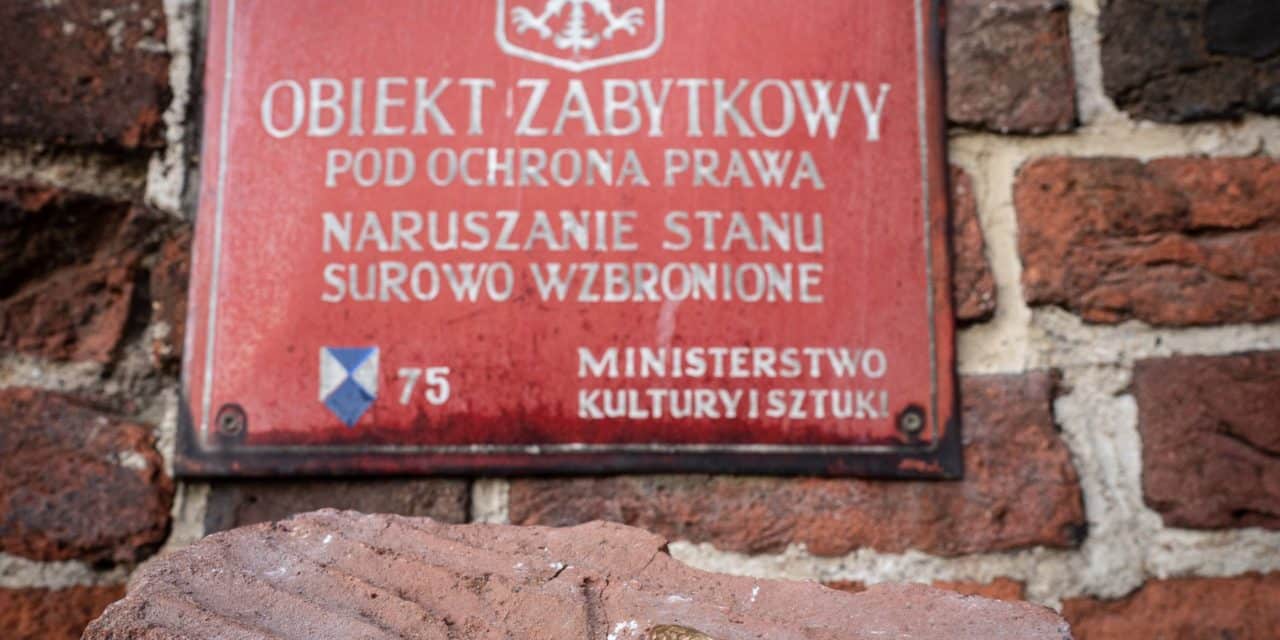 OBIEKT ZABYTKOWY
POD OCHRONA PRAWA
NARUSZANIE STANU
SUROWO WZBRONIONE
75
MINISTERSTWO
KULTURY I SZTUKI